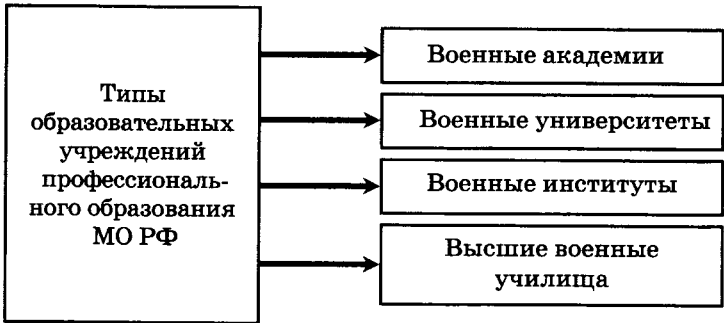 Типы
образовательных
учреждений
профессиональ-
ного образования
МО РФ
Военные академии
Военные университеты
Военные институты
Высшие военные
училища